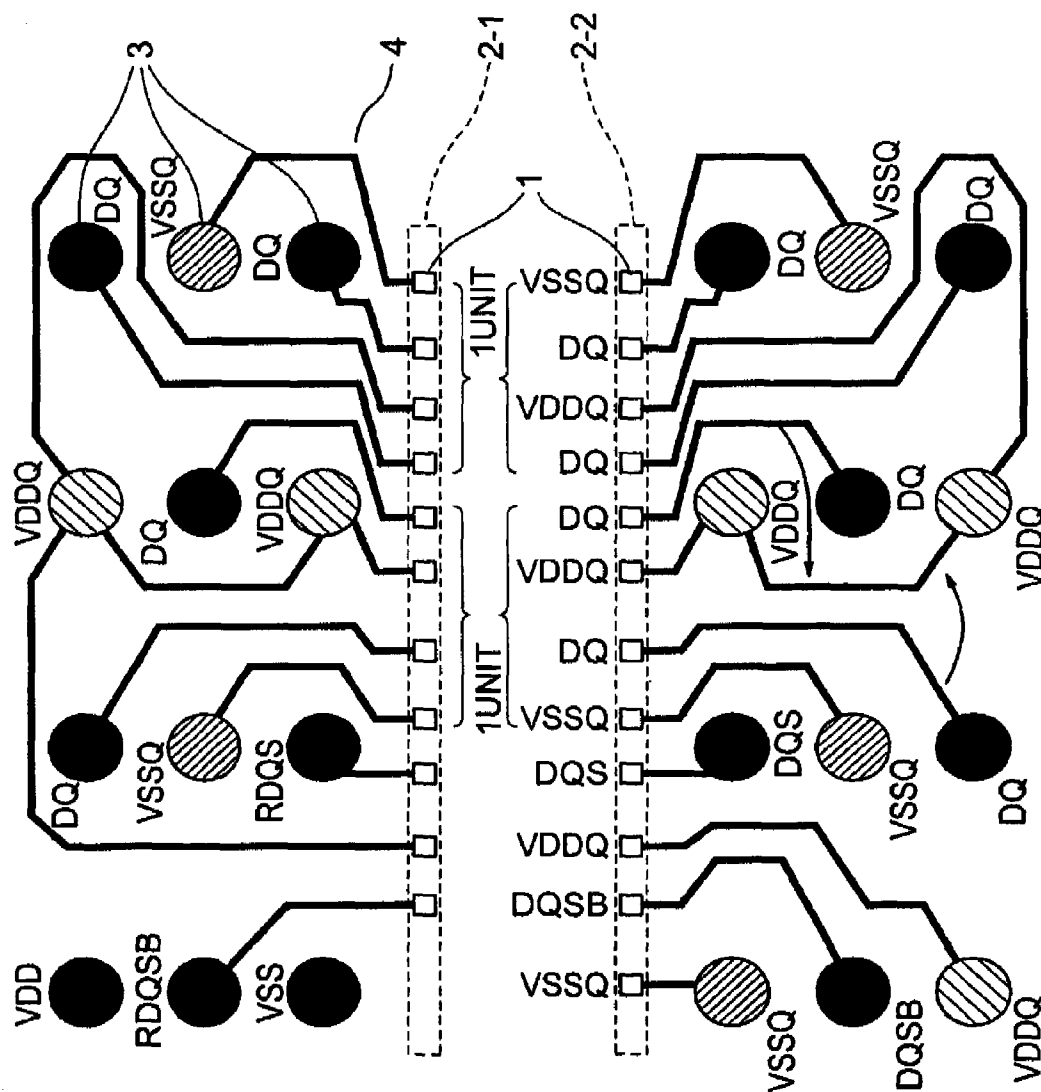 VDD
VDDQ
DQ
DQ
3
RDQSB
VSSQ
DQ
VSSQ
VSS
RDQS
VDDQ
DQ
4
1UNIT
1UNIT
2-1
1
VSSQ
DQSB
VDDQ
DQS
VSSQ
DQ
VDDQ
DQ
DQ
VDDQ
DQ
VSSQ
2-2
VSSQ
DQS
VDDQ
DQ
DQSB
VSSQ
DQ
VSSQ
VDDQ
DQ
VDDQ
DQ